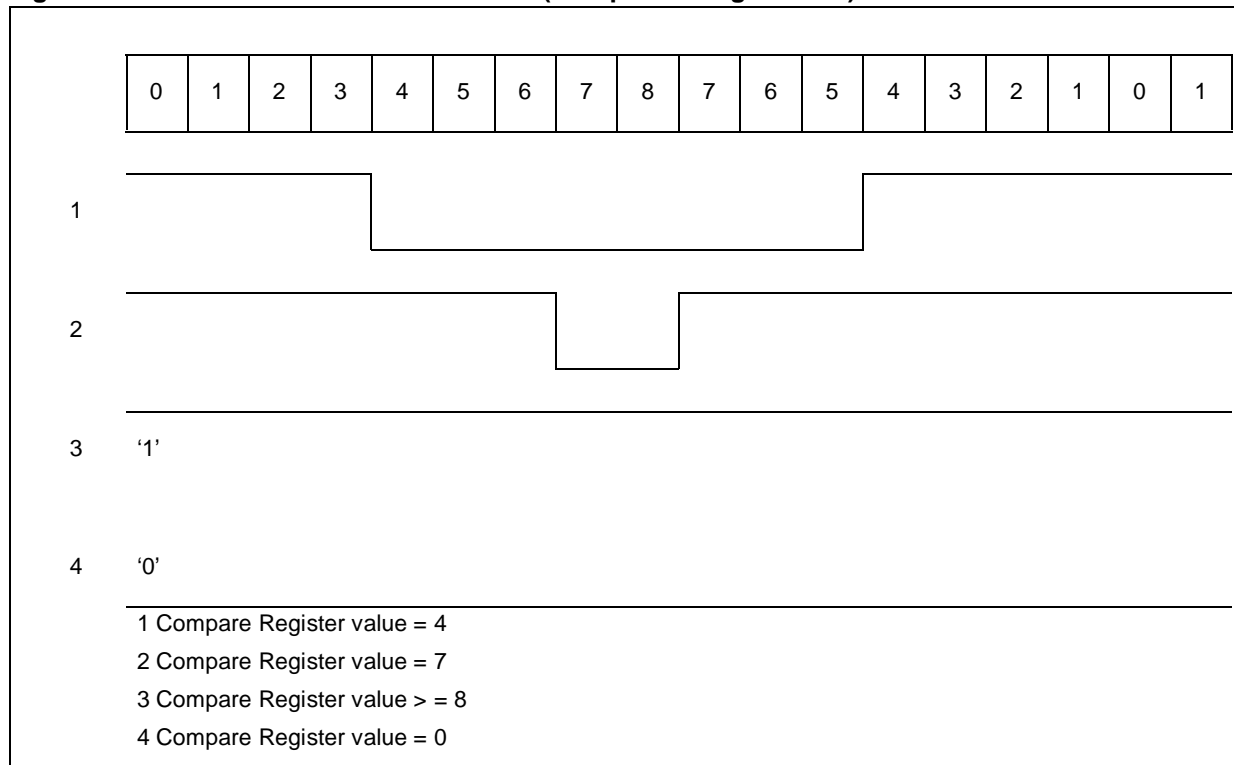 0 1 2 3 4 5 6 7 8 7 6 5 4 3 2 1 0 1
1
2
3 ‘1’
4 ‘0’
1 Compare Register value = 4
2 Compare Register value = 7
3 Compare Register value > = 8
4 Compare Register value = 0